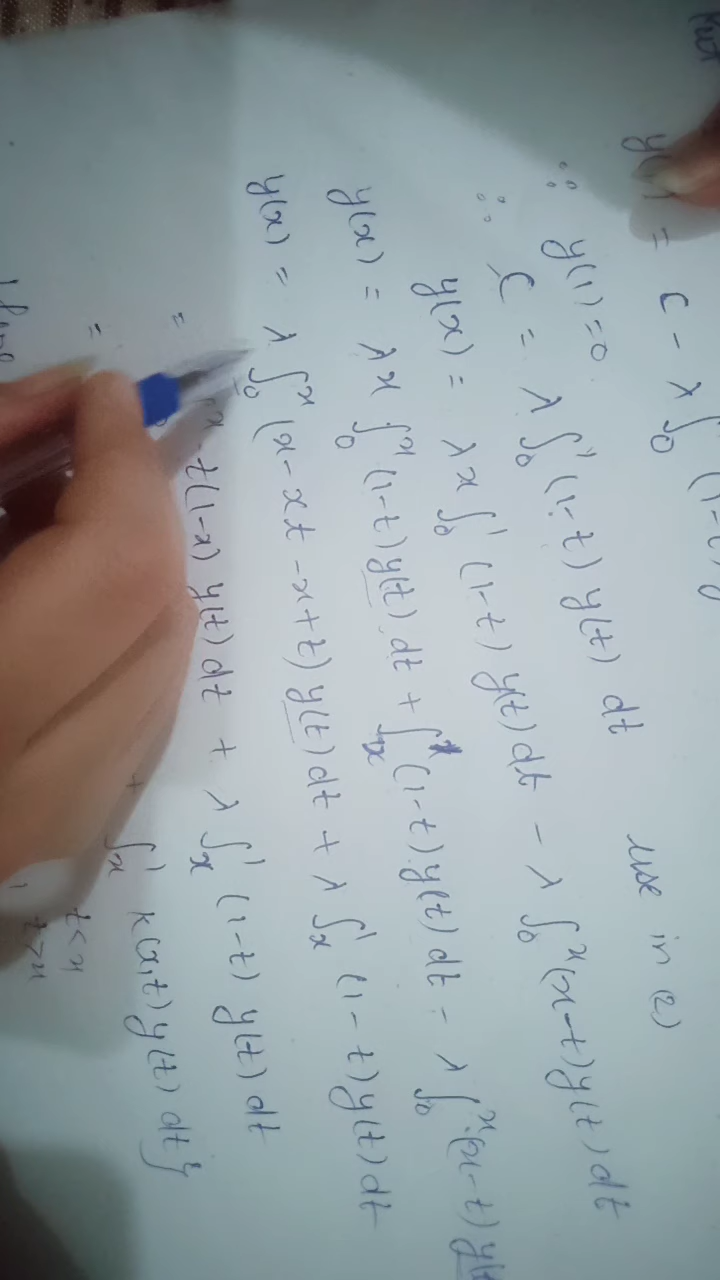 = C - λ ∫₀
∴ y(1) = 0
∴ C = λ ∫₀¹ (1-t) y(t) dt use in (2)
y(x) = λx ∫₀¹ (1-t) y(t) dt - λ ∫₀ˣ (x-t) y(t) dt
y(x) = λx ∫₀ˣ (1-t) y(t) dt + ∫ₓ (1-t) y(t) dt - λ ∫₀ˣ (x-t)
y(x) = λ ∫₀ˣ (x - xt - x + t) y(t) dt + λ ∫ₓ¹ (1-t) y(t) dt
= t(1-x) y(t) dt + λ ∫ₓ¹ (1-t) y(t) dt
= + ∫ₓ¹ K(x,t) y(t) dt}
t<x
t>x